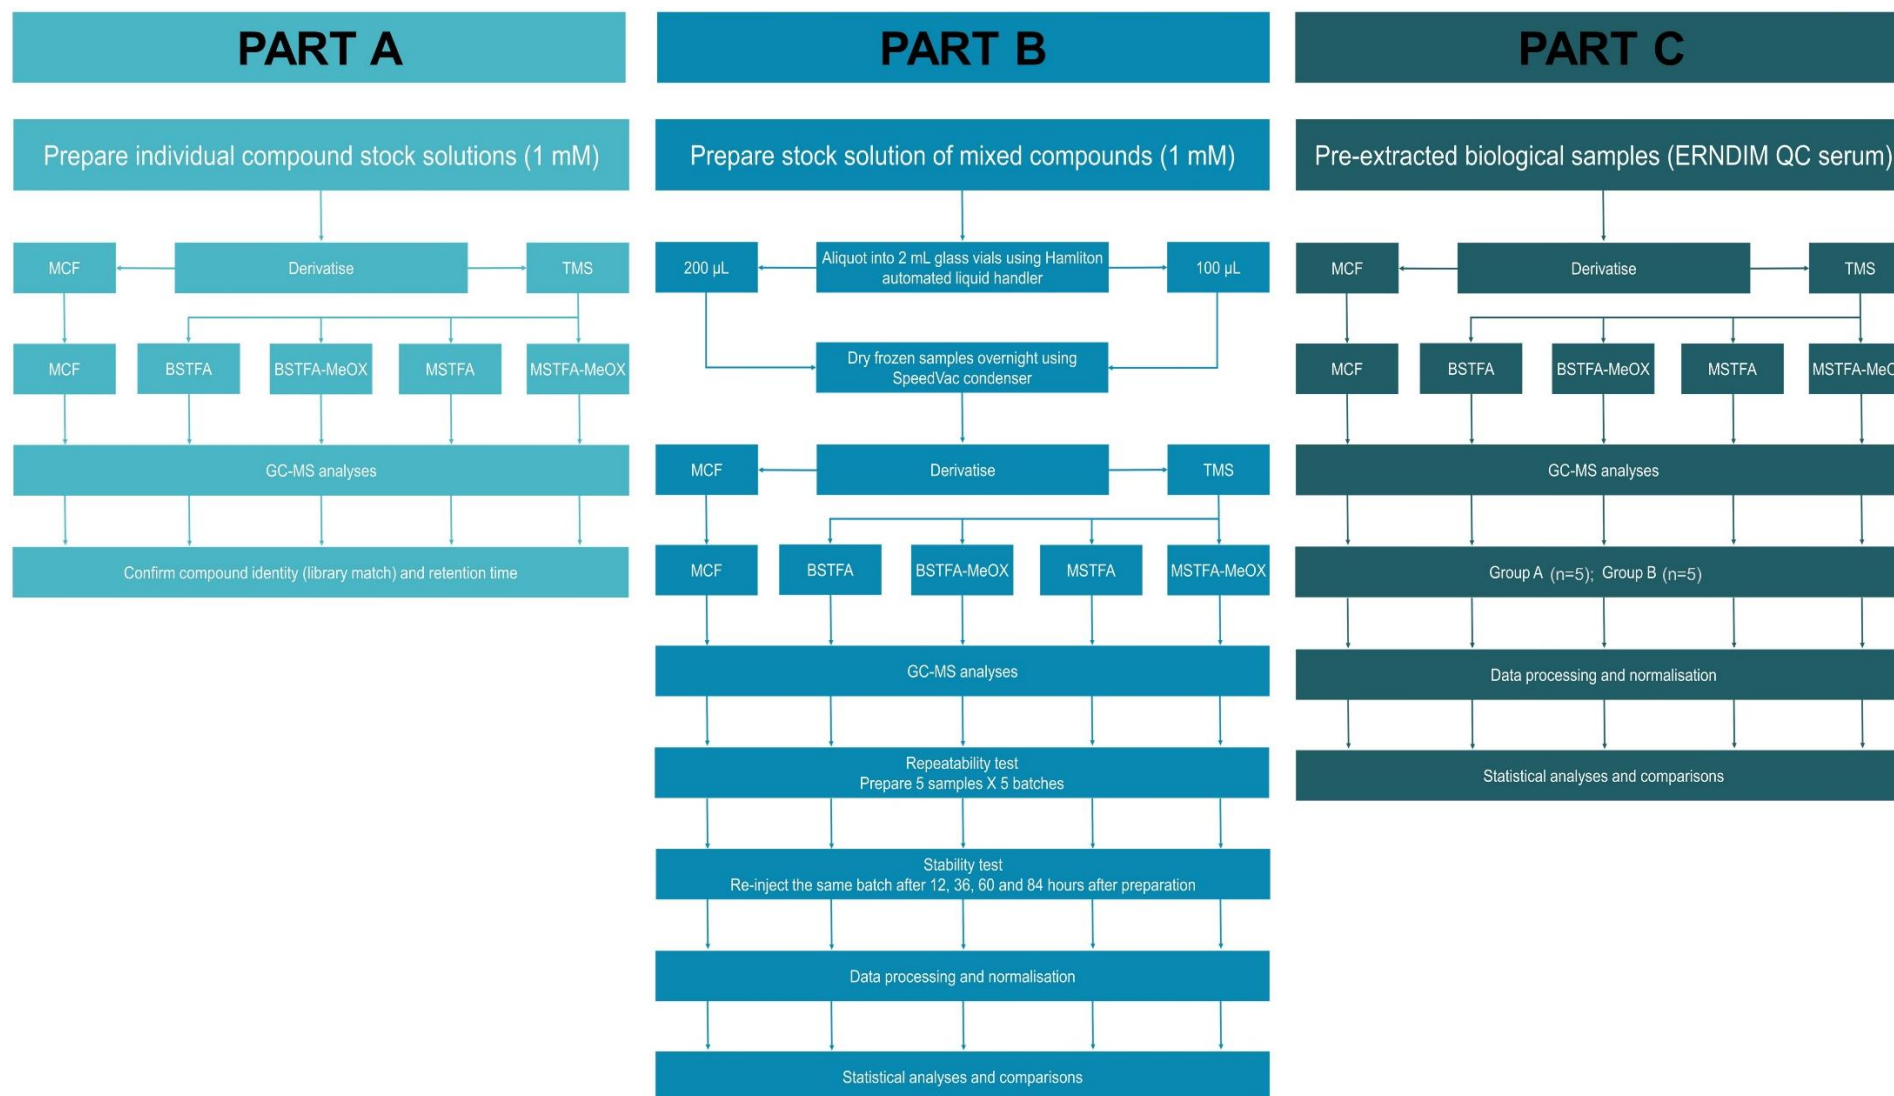 PART A
Prepare individual compound stock solutions (1 mM)
MCF
Derivatise
TMS
MCF
BSTFA
BSTFA-MeOX
MSTFA
MSTFA-MeOX
GC-MS analyses
Confirm compound identity (library match) and retention time
PART B
Prepare stock solution of mixed compounds (1 mM)
200 µL
Aliquot into 2 mL glass vials using Hamliton
automated liquid handler
100 µL
Dry frozen samples overnight using
SpeedVac condenser
MCF
Derivatise
TMS
MCF
BSTFA
BSTFA-MeOX
MSTFA
MSTFA-MeOX
GC-MS analyses
Repeatability test
Prepare 5 samples X 5 batches
Stability test
Re-inject the same batch after 12, 36, 60 and 84 hours after preparation
Data processing and normalisation
Statistical analyses and comparisons
PART C
Pre-extracted biological samples (ERNDIM QC serum)
MCF
Derivatise
TMS
MCF
BSTFA
BSTFA-MeOX
MSTFA
MSTFA-MeO
GC-MS analyses
Group A (n=5); Group B (n=5)
Data processing and normalisation
Statistical analyses and comparisons